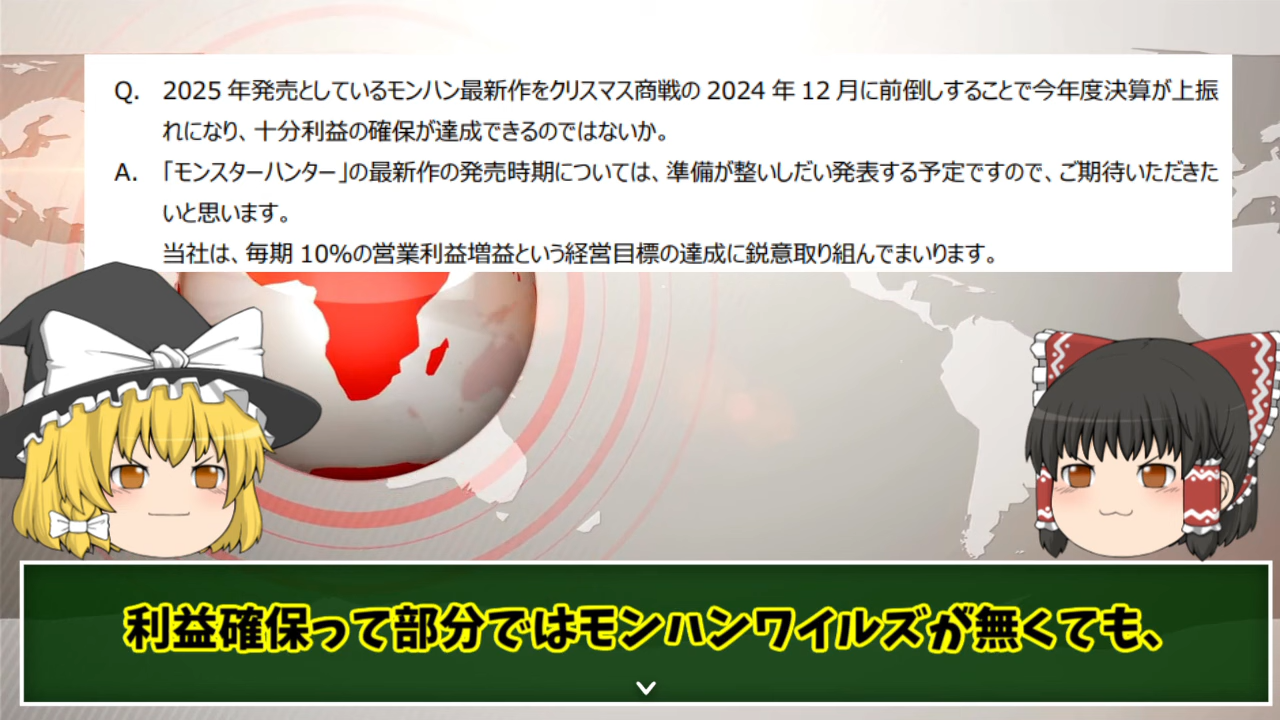 Q. 2025 年発売としているモンハン最新作をクリスマス商戦の 2024 年 12 月に前倒しすることで今年度決算が上振
れになり、十分利益の確保が達成できるのではないか。
A. 「モンスターハンター」の最新作の発売時期については、準備が整いしだい発表する予定ですので、ご期待いただきた
いと思います。
当社は、毎期 10%の営業利益増益という経営目標の達成に鋭意取り組んでまいります。
利益確保って部分ではモンハンワイルズが無くても、